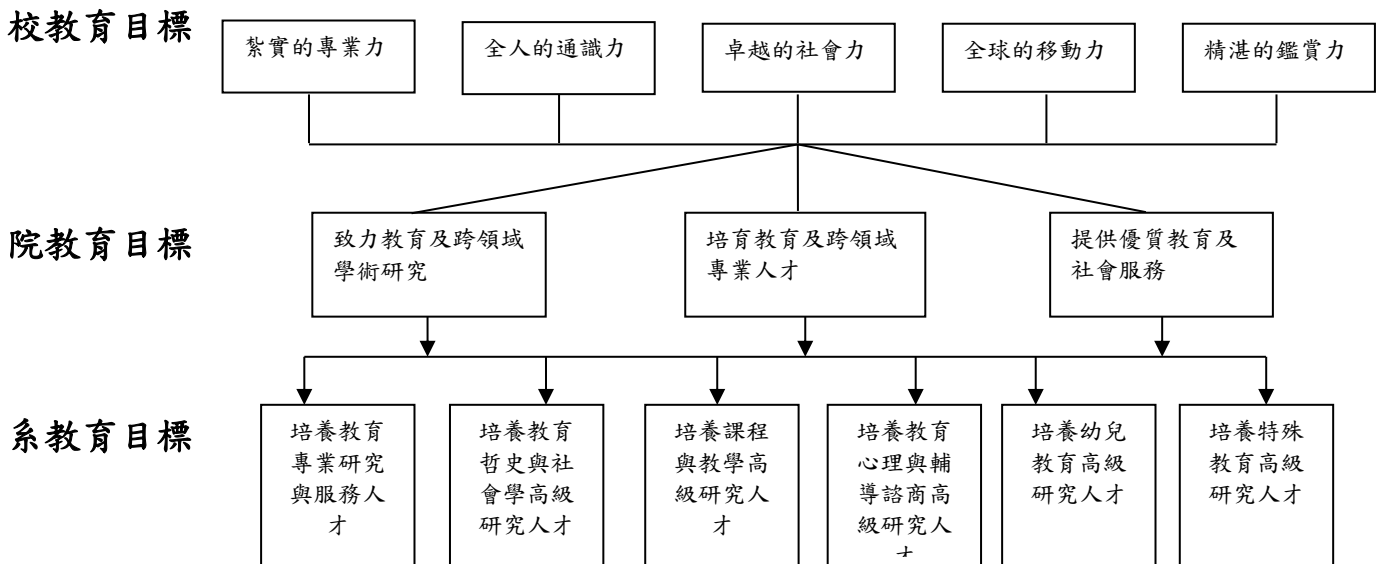 校教育目標
紮實的專業力
全人的通識力
卓越的社會力
全球的移動力
精湛的鑑賞力
院教育目標
致力教育及跨領域
學術研究
培育教育及跨領域
專業人才
提供優質教育及
社會服務
系教育目標
培養教育
專業研究
與服務人
才
培養教育
哲史與社
會學高級
研究人才
培養課程
與教學高
級研究人
才
培養教育
心理與輔
導諮商高
級研究人
才
培養幼兒
教育高級
研究人才
培養特殊
教育高級
研究人才